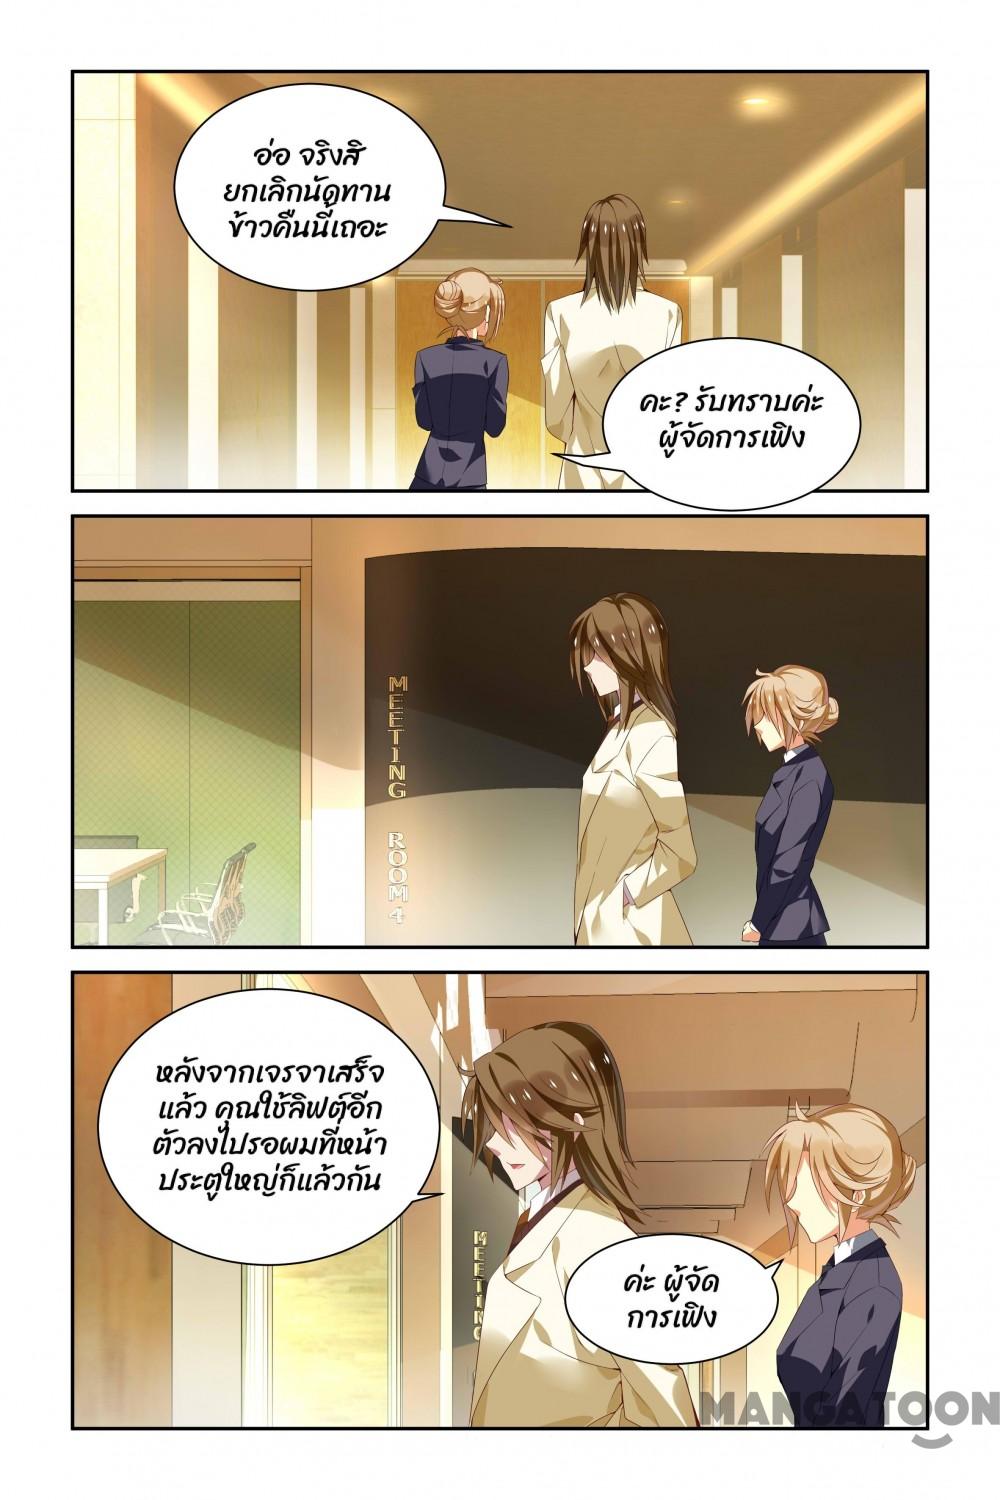 อ่อ จริงสิ
ยกเลิกนัดทาน
ข้าวคืนนี้เถอะ
คะ? รับทราบค่ะ
ผู้จัดการเฟิง
MEETING ROOM 4
หลังจากเจรจาเสร็จ
แล้ว คุณใช้ลิฟต์อีก
ตัวลงไปรอผมที่หน้า
ประตูใหญ่ก็แล้วกัน
MEETING
ค่ะ ผู้จัด
การเฟิง
MANGATOON